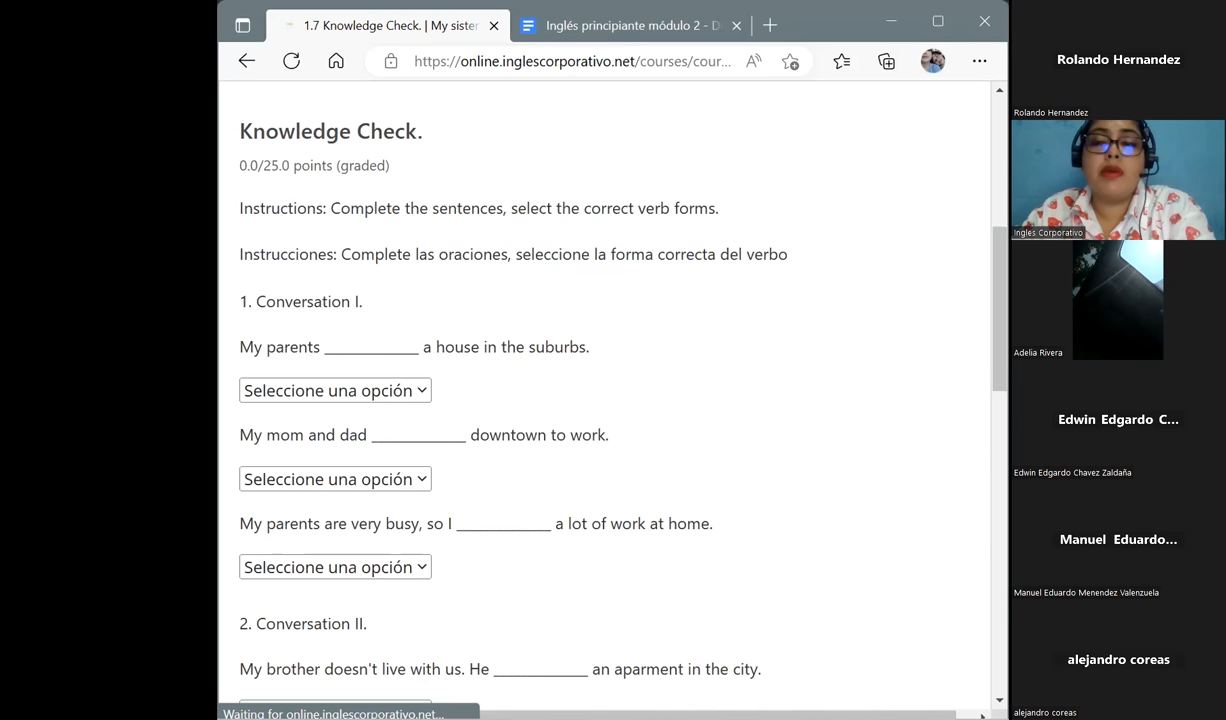 1.7 Knowledge Check. | My sister
Inglés principiante módulo 2 - D
https://online.inglescorporativo.net/courses/cour...
Knowledge Check.
0.0/25.0 points (graded)
Instructions: Complete the sentences, select the correct verb forms.
Instrucciones: Complete las oraciones, seleccione la forma correcta del verbo
1. Conversation I.
My parents ____________ a house in the suburbs.
Seleccione una opción
My mom and dad ____________ downtown to work.
Seleccione una opción
My parents are very busy, so I ____________ a lot of work at home.
Seleccione una opción
2. Conversation II.
My brother doesn't live with us. He ____________ an aparment in the city.
Waiting for online.inglescorporativo.net...
Rolando Hernandez
Rolando Hernandez
Ingles Corporativo
Adelia Rivera
Edwin Edgardo C...
Edwin Edgardo Chavez Zaldaña
Manuel Eduardo...
Manuel Eduardo Menendez Valenzuela
alejandro coreas
alejandro coreas